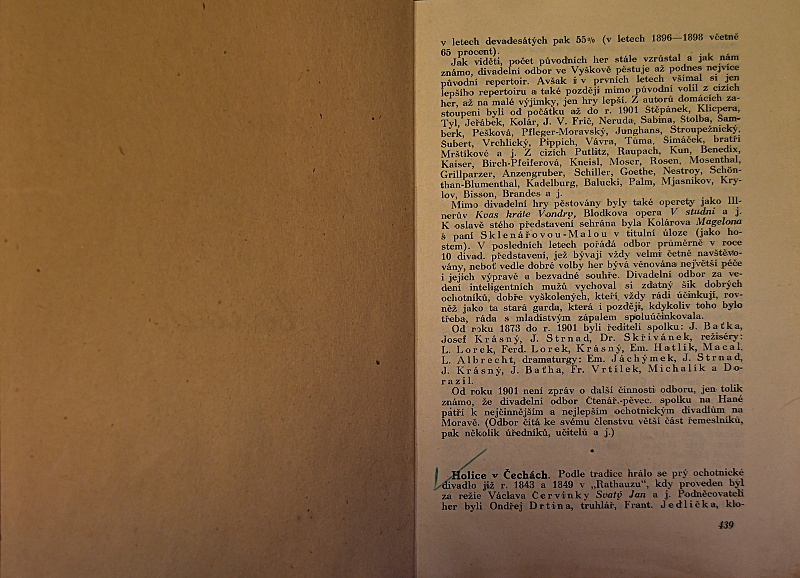 v letech devadesátých pak 55% (v letech 1896—1898 včetně
65 procent).
Jak viděti, počet původních her stále vzrůstal a jak nám
známo, divadelní odbor ve Vyškově pěstuje až podnes nejvíce
původní repertoir. Avšak i v prvních letech všímal si jen
lepšího repertoiru a také později mimo původní volil z cizích
her, až na malé výjimky, jen hry lepší. Z autorů domácích za-
stoupeni byli od počátku až do r. 1901 Štěpánek, Klicpera,
Tyl, Jeřábek, Kolár, J. V. Frič, Neruda, Sabina, Štolba, Šam-
berk, Pešková, Pfleger-Moravský, Junghans, Stroupežnický,
Šubert, Vrchlický, Pippich, Vávra, Tůma, Šimáček, bratři
Mrštíkové a j. Z cizích Putlitz, Raupach, Kun, Benedix,
Kaiser, Birch-Pfeiferová, Kneisl, Moser, Rosen, Mosenthal,
Grillparzer, Anzengruber, Schiller, Goethe, Nestroy, Schön-
than-Blumenthal, Kadelburg, Balucki, Palm, Mjasnikov, Kry-
lov, Bisson, Brandes a j.
Mimo divadelní hry pěstovány byly také operety jako Ill-
nerův Kvas krále Vondry, Blodkova opera V studni a j.
K oslavě stého představení sehrána byla Kolárova Magelona
s paní Sklenářovou-Malou v titulní úloze (jako ho-
stem). V posledních letech pořádá odbor průměrně v roce
10 divad. představení, jež bývají vždy velmi četně navštěvo-
vány, neboť vedle dobré volby her bývá věnována největší péče
i jejich výpravě a bezvadné souhře. Divadelní odbor za ve-
dení inteligentních mužů vychoval si zdatný šik dobrých
ochotníků, dobře vyškolených, kteří vždy rádi účinkují, rov-
něž jako ta stará garda, která i později, kdykoliv toho bylo
třeba, ráda s mladistvým zápalem spoluúčinkovala.
Od roku 1873 do r. 1901 byli řediteli spolku: J. Baťka,
Josef Krásný, J. Strnad, Dr. Skřivánek, režiséry:
L. Lorek, Ferd. Lorek, Krásný, Em. Hatlík, Macal,
L. Albrecht, dramaturgy: Em. Jáchymek, J. Strnad,
J. Krásný, J. Baťha, Fr. Vrtílek, Michalík a Do-
razil.
Od roku 1901 není zpráv o další činnosti odboru, jen tolik
známo, že divadelní odbor Čtenář.-pěvec. spolku na Hané
patří k nejčinnějším a nejlepším ochotnickým divadlům na
Moravě. (Odbor čítá ke svému členstvu větší část řemeslníků,
pak několik úředníků, učitelů a j.)
Holice v Čechách. Podle tradice hrálo se prý ochotnické
divadlo již r. 1843 a 1849 v „Rathauzu“, kdy proveden byl
za režie Václava Červinky Svatý Jan a j. Podněcovateli
her byli Ondřej Drtina, truhlář, Frant. Jedlička, klo-
439